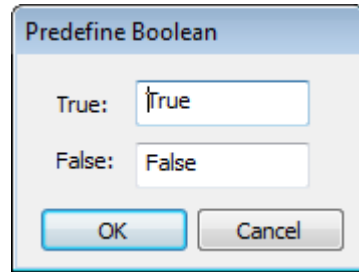 Predefine Boolean
True: True
False: False
OK Cancel